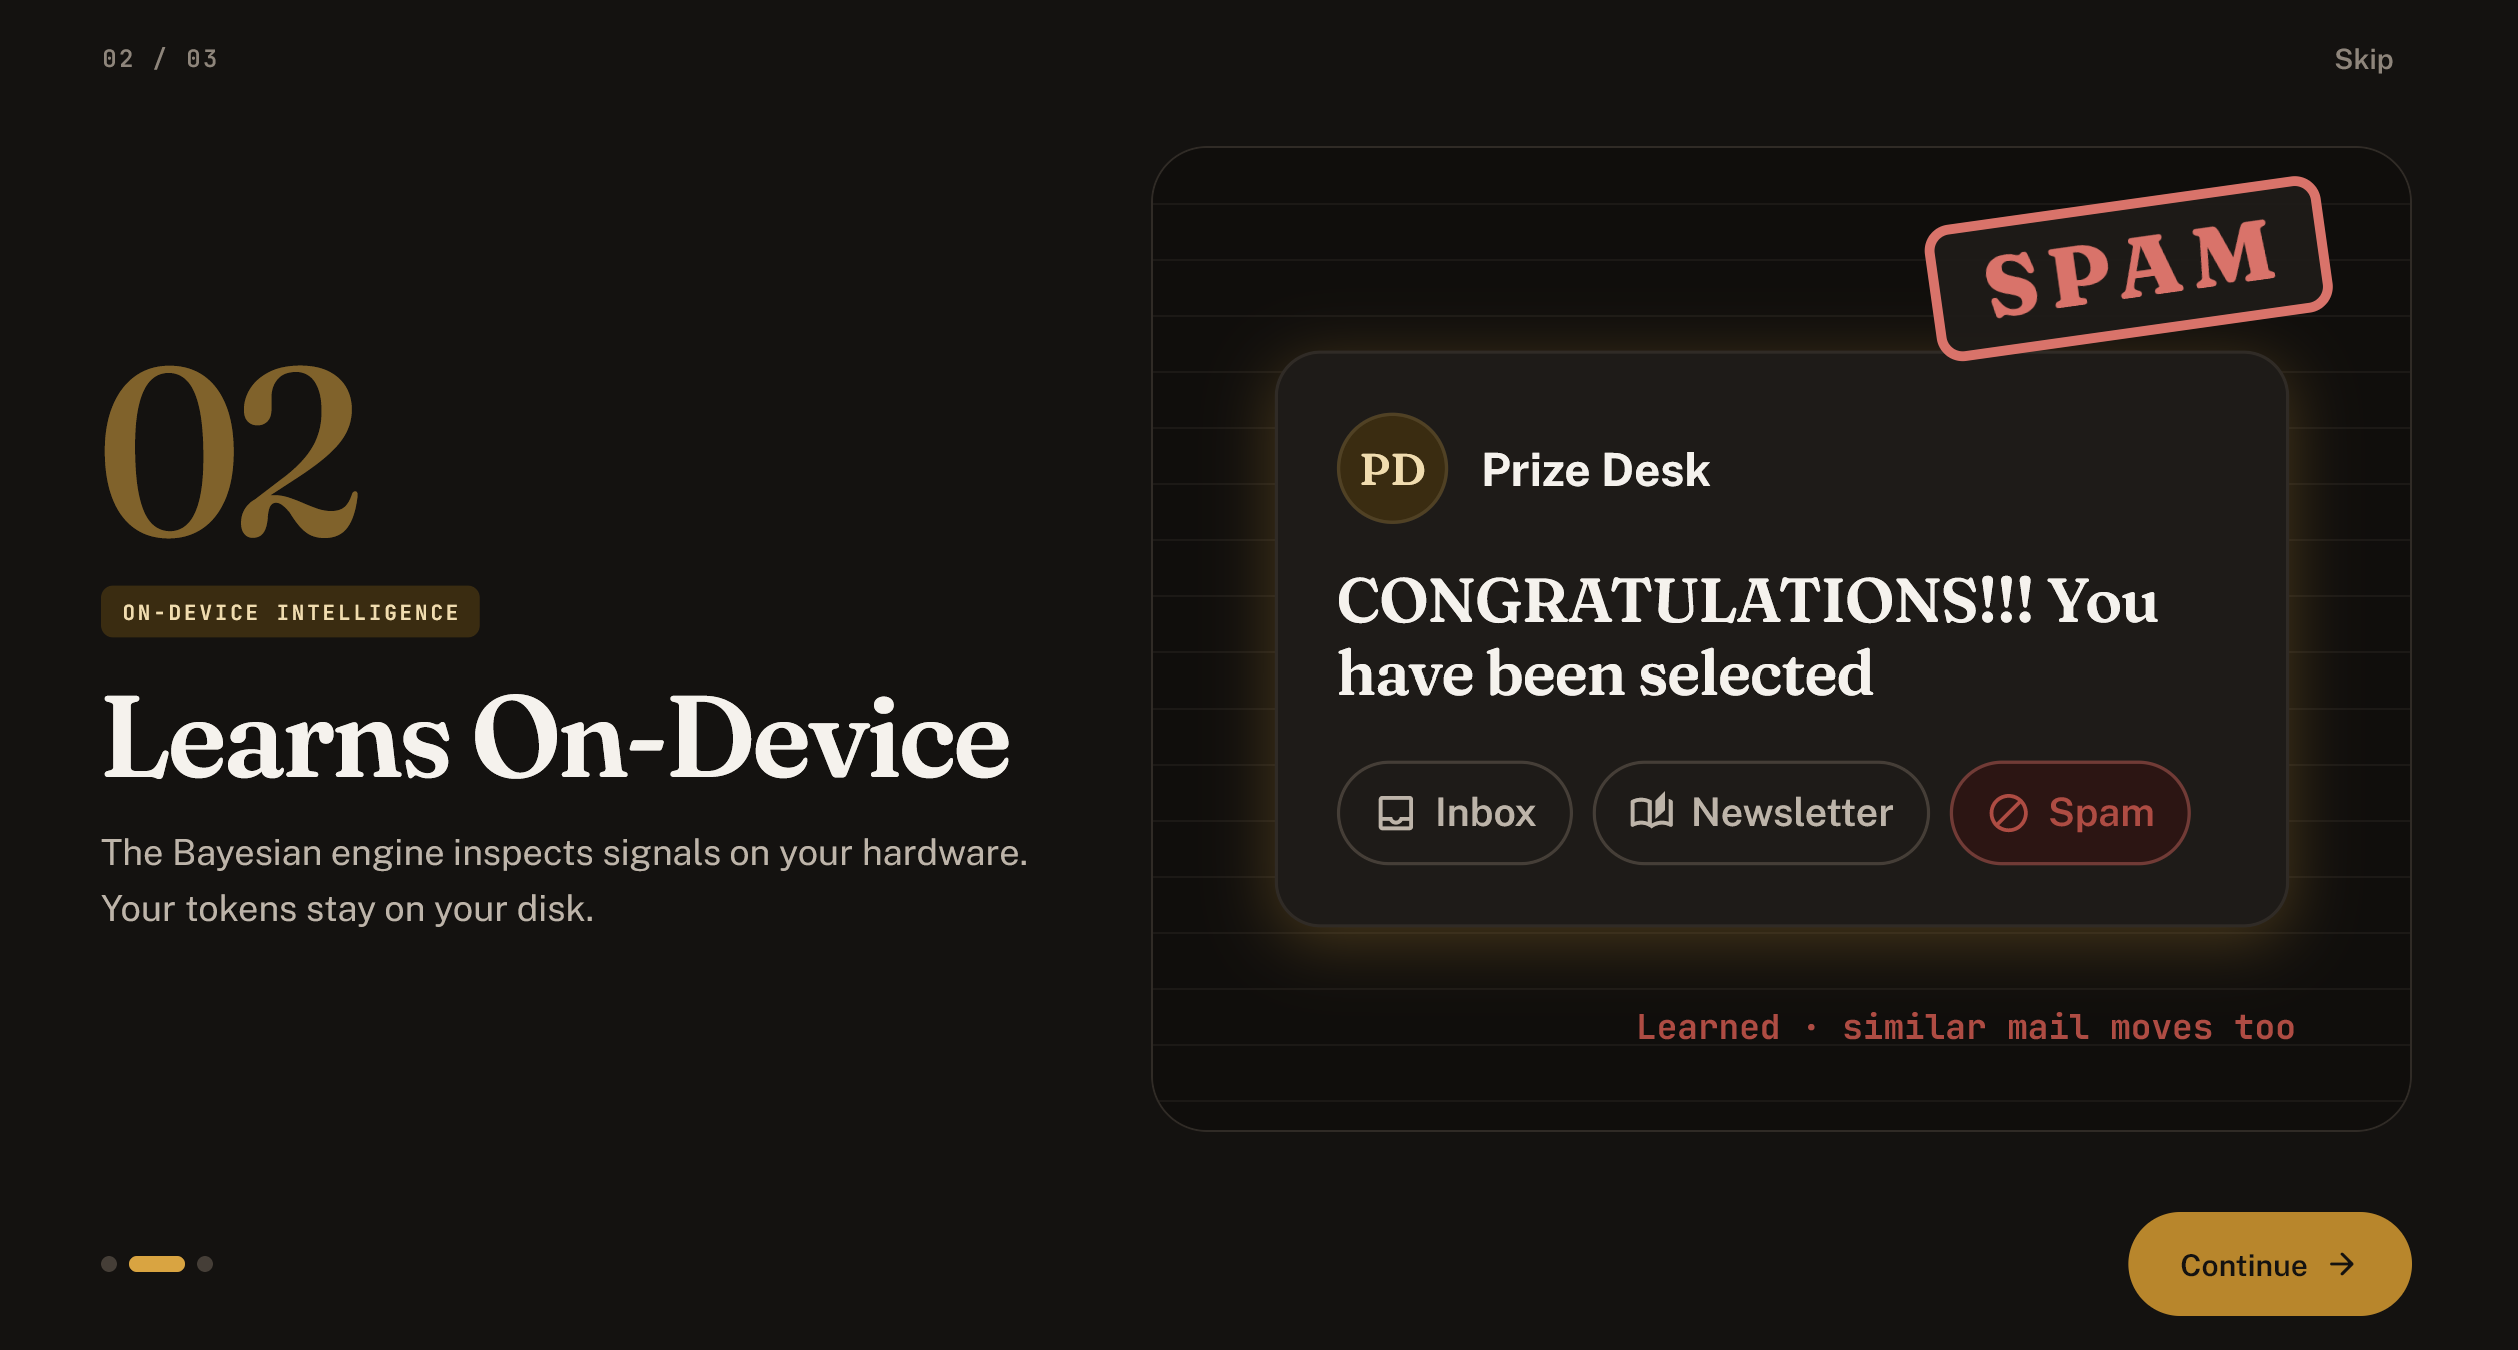 02 / 03
Skip
02
ON-DEVICE INTELLIGENCE
Learns On-Device
The Bayesian engine inspects signals on your hardware.
Your tokens stay on your disk.
SPAM
PD
Prize Desk
CONGRATULATIONS!!! You
have been selected
Inbox
Newsletter
Spam
Learned · similar mail moves too
Continue